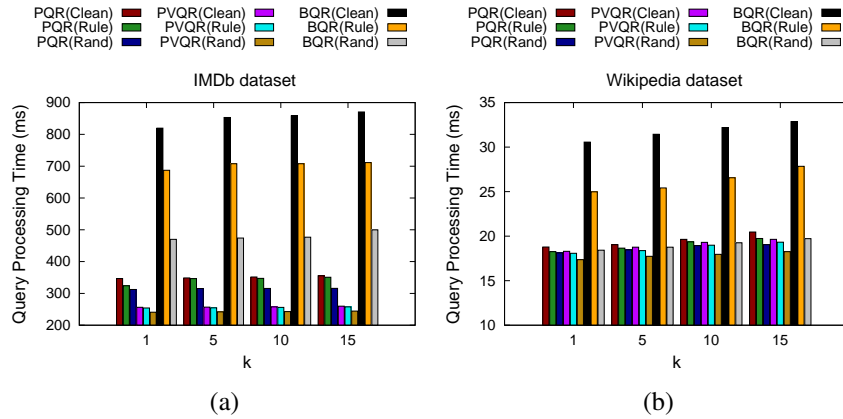 PQR(Clean) PVQR(Clean) BQR(Clean)
PQR(Rule) PVQR(Rule) BQR(Rule)
PQR(Rand) PVQR(Rand) BQR(Rand)
IMDb dataset
Query Processing Time (ms)
900
800
700
600
500
400
300
200
1 5 10 15
k
(a)
PQR(Clean) PVQR(Clean) BQR(Clean)
PQR(Rule) PVQR(Rule) BQR(Rule)
PQR(Rand) PVQR(Rand) BQR(Rand)
Wikipedia dataset
Query Processing Time (ms)
35
30
25
20
15
10
1 5 10 15
k
(b)